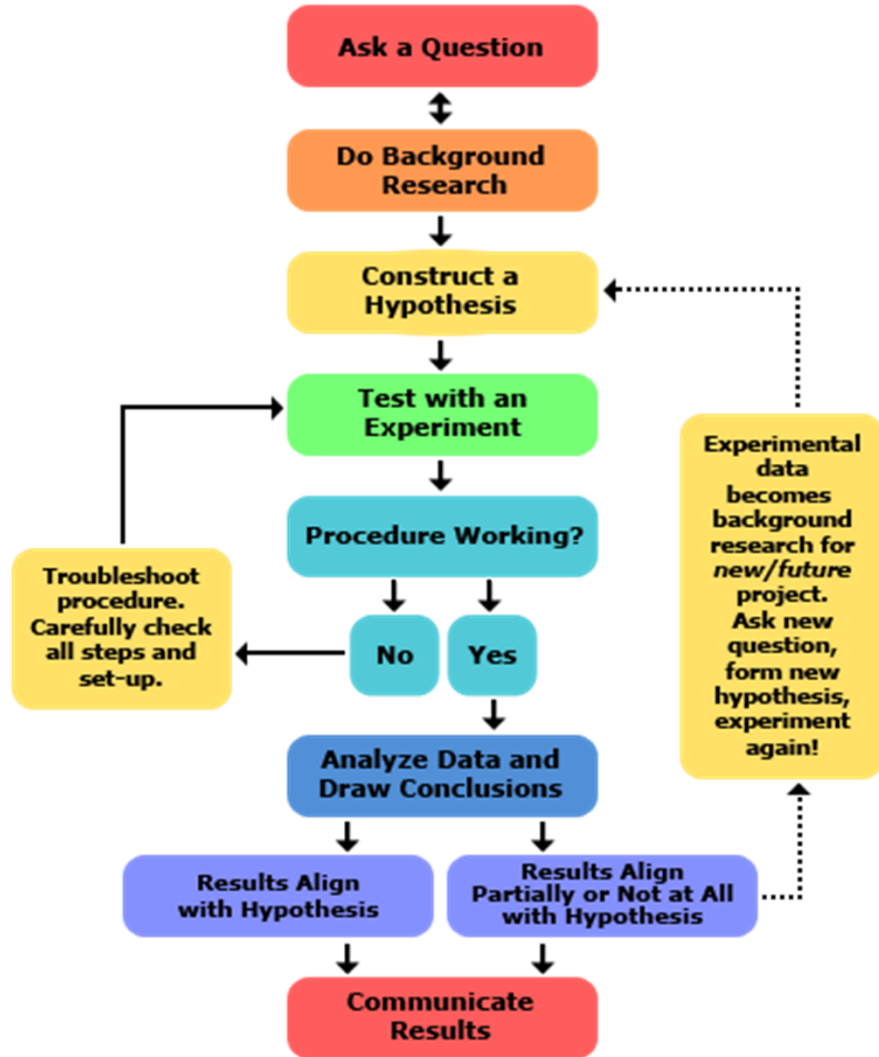 Ask a Question
Do Background
Research
Construct a
Hypothesis
Test with an
Experiment
Procedure Working?
No
Yes
Troubleshoot
procedure.
Carefully check
all steps and
set-up.
Experimental
data
becomes
background
research for
new/future
project.
Ask new
question,
form new
hypothesis,
experiment
again!
Analyze Data and
Draw Conclusions
Results Align
with Hypothesis
Results Align
Partially or Not at All
with Hypothesis
Communicate
Results